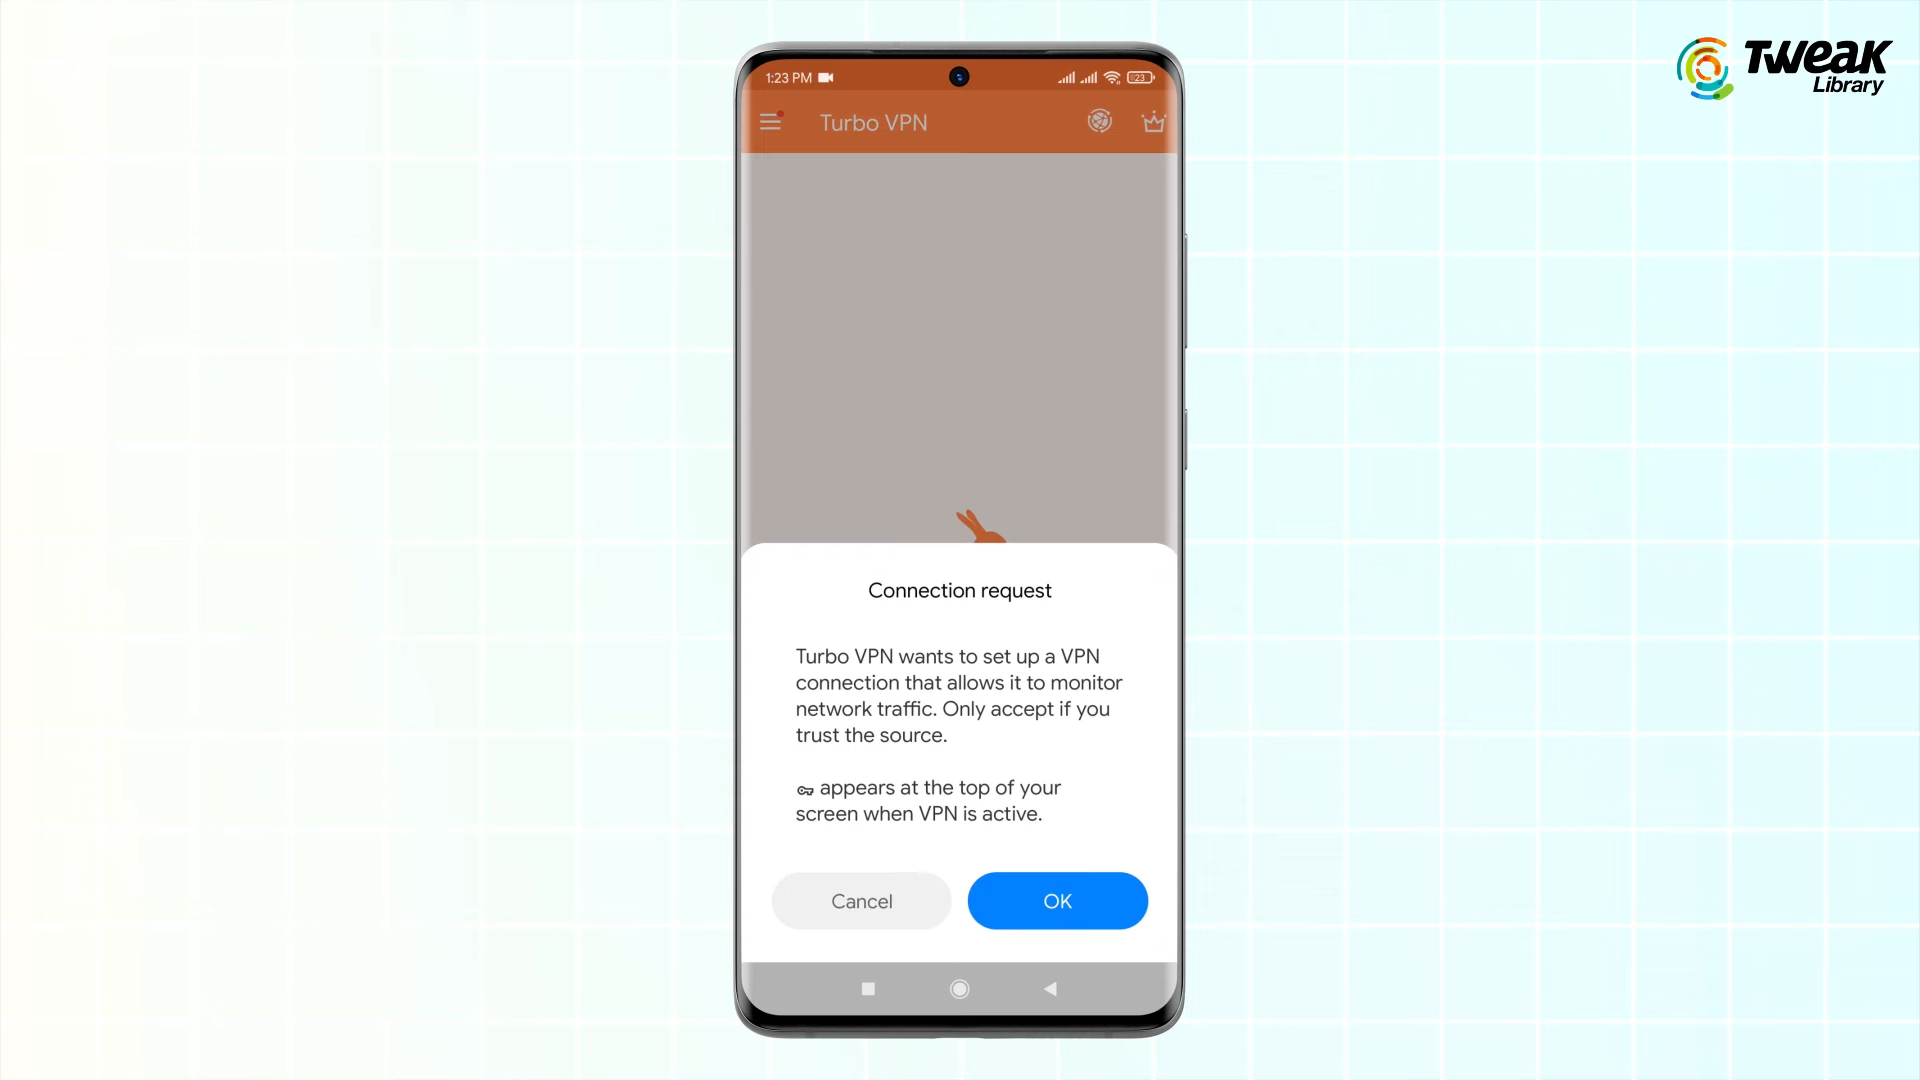 Tweak
Library
1:23 PM
23
Turbo VPN
Connection request
Turbo VPN wants to set up a VPN
connection that allows it to monitor
network traffic. Only accept if you
trust the source.
appears at the top of your
screen when VPN is active.
Cancel
OK